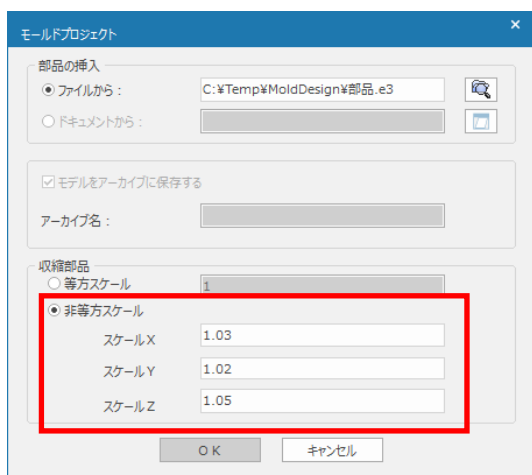 モールドプロジェクト
部品の挿入
ファイルから：
C:¥Temp¥MoldDesign¥部品.e3
ドキュメントから：
モデルをアーカイブに保存する
アーカイブ名：
収縮部品
等方スケール
1
非等方スケール
スケールX
1.03
スケールY
1.02
スケールZ
1.05
OK
キャンセル